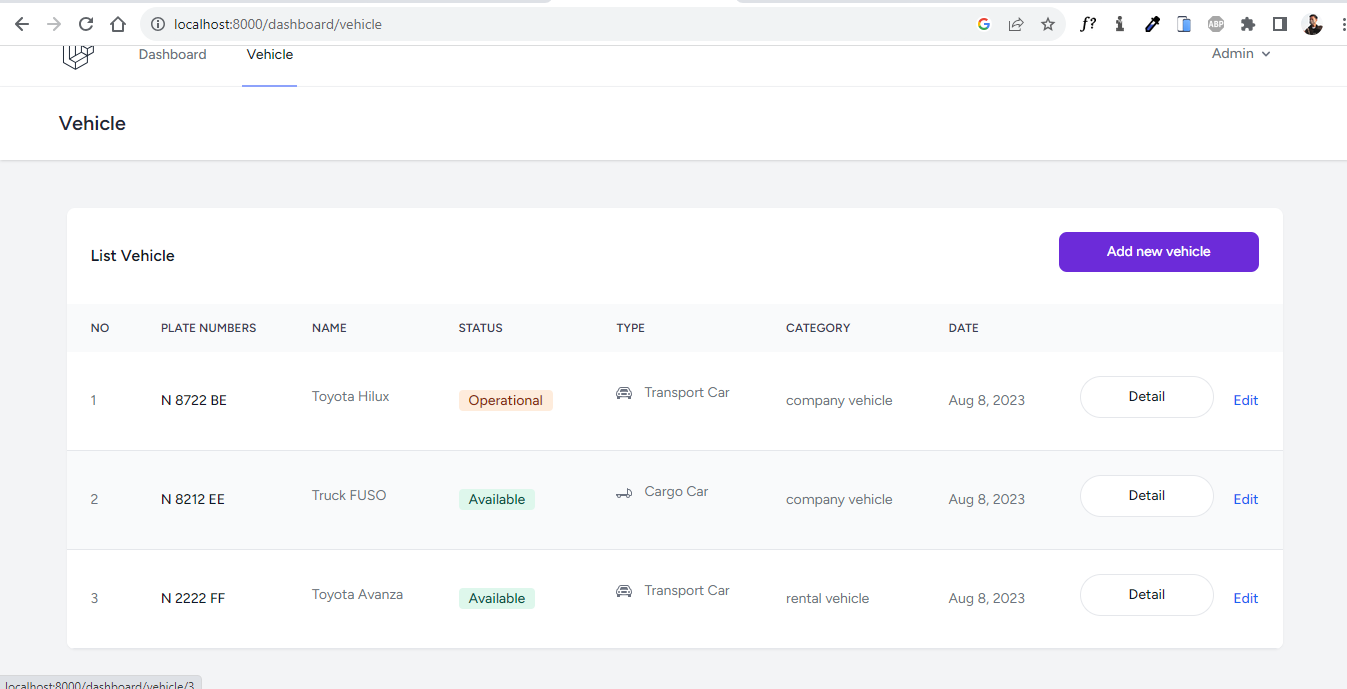 localhost:8000/dashboard/vehicle
f?
ABP
Dashboard Vehicle Admin
Vehicle
List Vehicle Add new vehicle
NO PLATE NUMBERS NAME STATUS TYPE CATEGORY DATE
1 N 8722 BE Toyota Hilux Operational Transport Car company vehicle Aug 8, 2023 Detail Edit
2 N 8212 EE Truck FUSO Available Cargo Car company vehicle Aug 8, 2023 Detail Edit
3 N 2222 FF Toyota Avanza Available Transport Car rental vehicle Aug 8, 2023 Detail Edit
localhost:8000/dashboard/vehicle/3